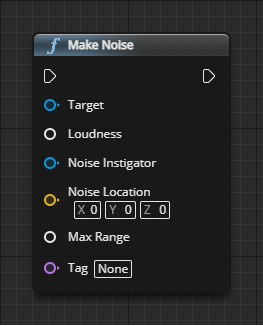 f Make Noise
Target
Loudness
Noise Instigator
Noise Location
X 0 Y 0 Z 0
Max Range
Tag None